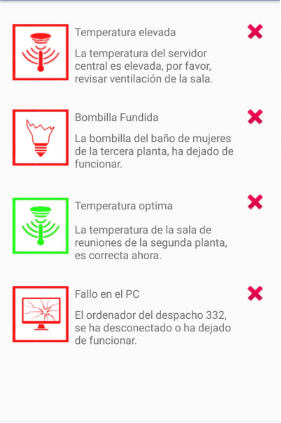 Temperatura elevada
La temperatura del servidor
central es elevada, por favor,
revisar ventilación de la sala.
Bombilla Fundida
La bombilla del baño de mujeres
de la tercera planta, ha dejado de
funcionar.
Temperatura optima
La temperatura de la sala de
reuniones de la segunda planta,
es correcta ahora.
Fallo en el PC
El ordenador del despacho 332,
se ha desconectado o ha dejado
de funcionar.